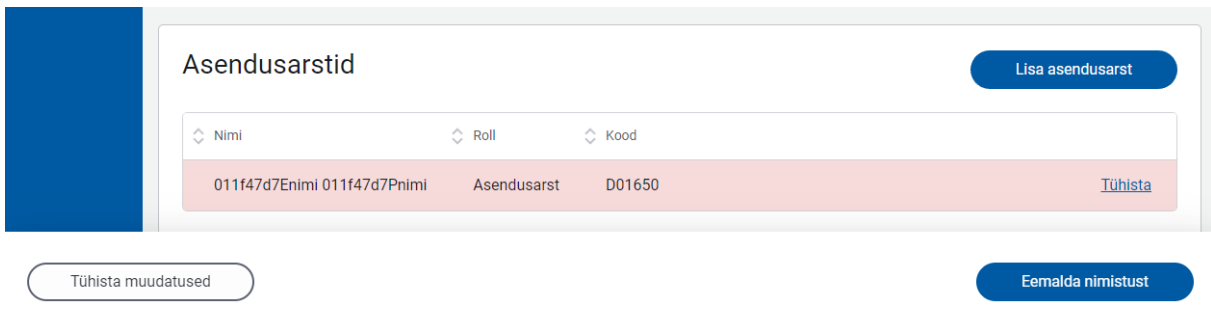 Asendusarstid
Lisa asendusarst
Nimi Roll Kood
011f47d7Enimi 011f47d7Pnimi Asendusarst D01650 Tühista
Tühista muudatused
Eemalda nimistust